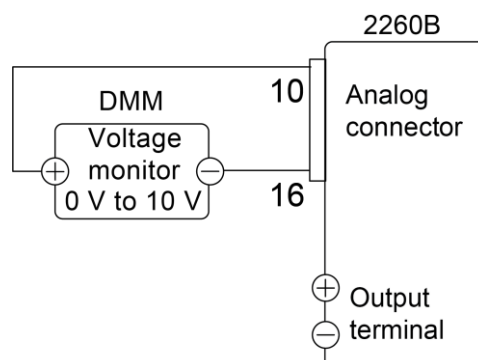 2260B
10
Analog
connector
DMM
Voltage
monitor
0 V to 10 V
+
−
16
+
−
Output
terminal